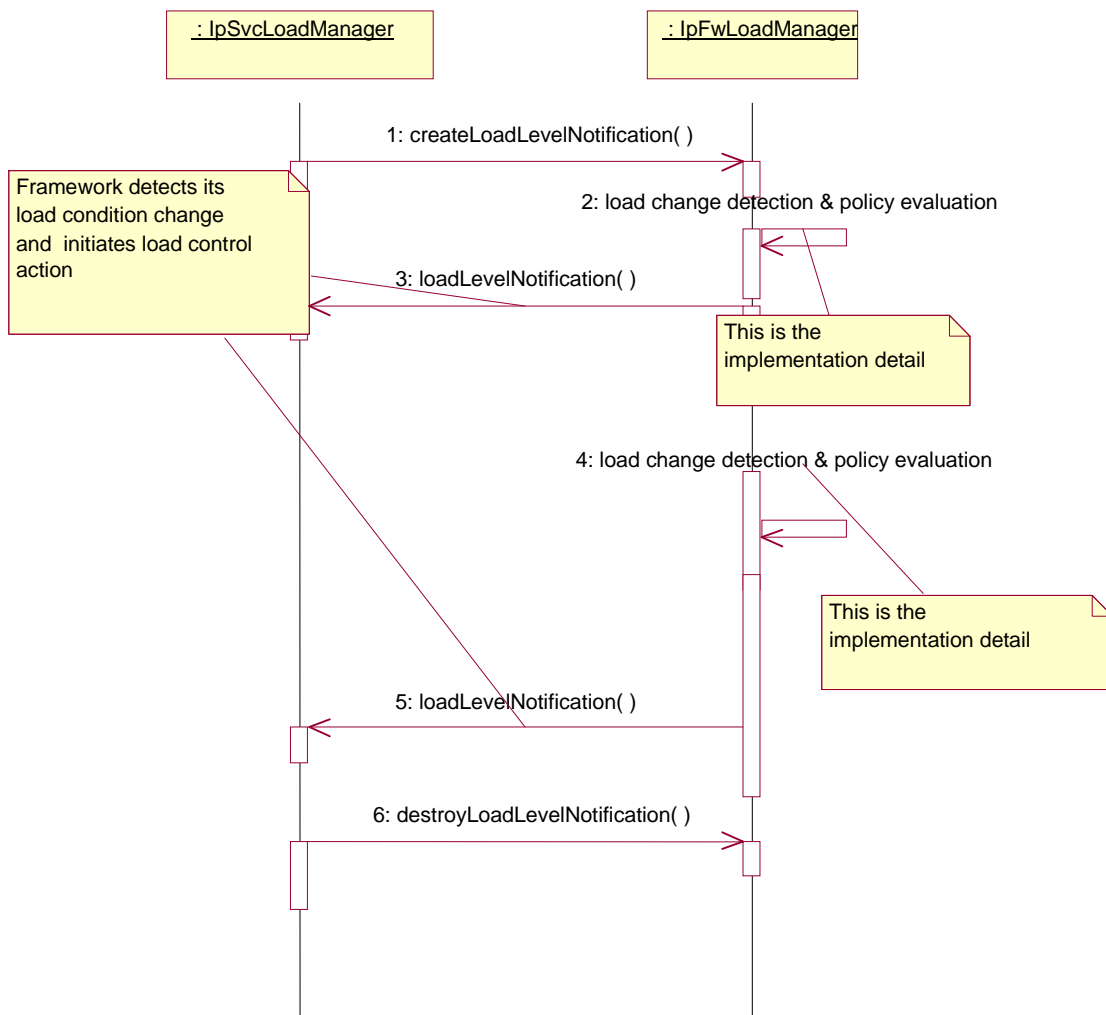 : IpSvcLoadManager
: IpFwLoadManager
1: createLoadLevelNotification( )
Framework detects its
load condition change
and initiates load control
action
2: load change detection & policy evaluation
3: loadLevelNotification( )
This is the
implementation detail
4: load change detection & policy evaluation
This is the
implementation detail
5: loadLevelNotification( )
6: destroyLoadLevelNotification( )